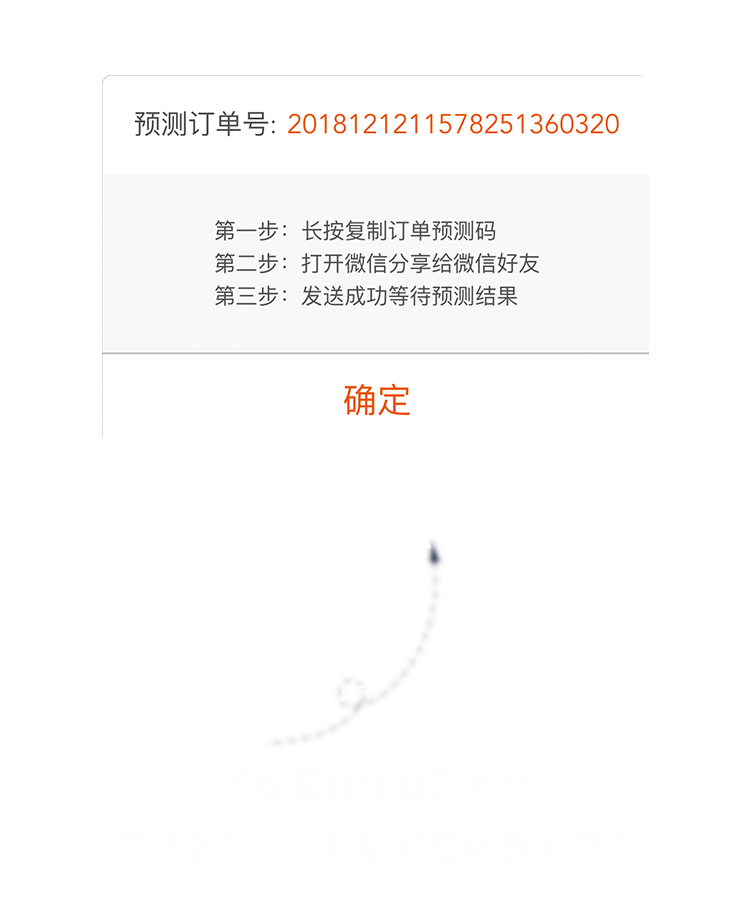 预测订单号: 2018121211578251360320
第一步：长按复制订单预测码
第二步：打开微信分享给微信好友
第三步：发送成功等待预测结果
确定